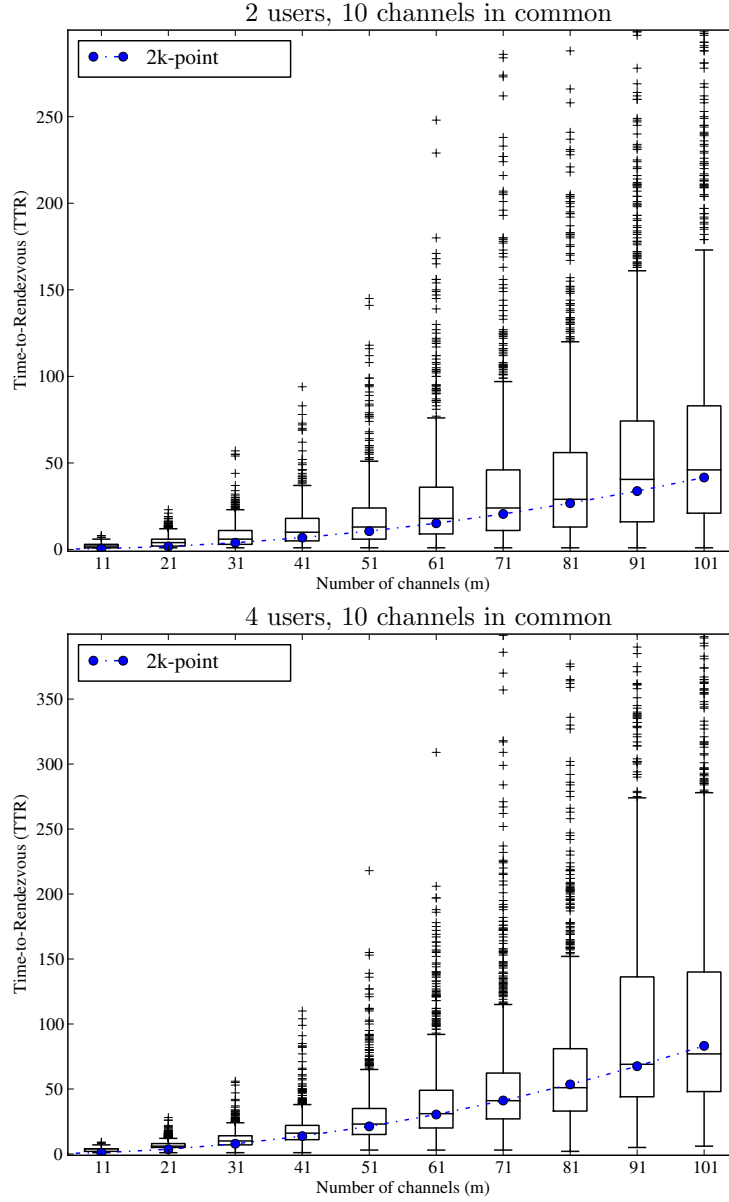 2 users, 10 channels in common
2k-point
250
200
150
100
50
0
Time-to-Rendezvous (TTR)
11 21 31 41 51 61 71 81 91 101
Number of channels (m)
4 users, 10 channels in common
2k-point
350
300
250
200
150
100
50
0
Time-to-Rendezvous (TTR)
11 21 31 41 51 61 71 81 91 101
Number of channels (m)